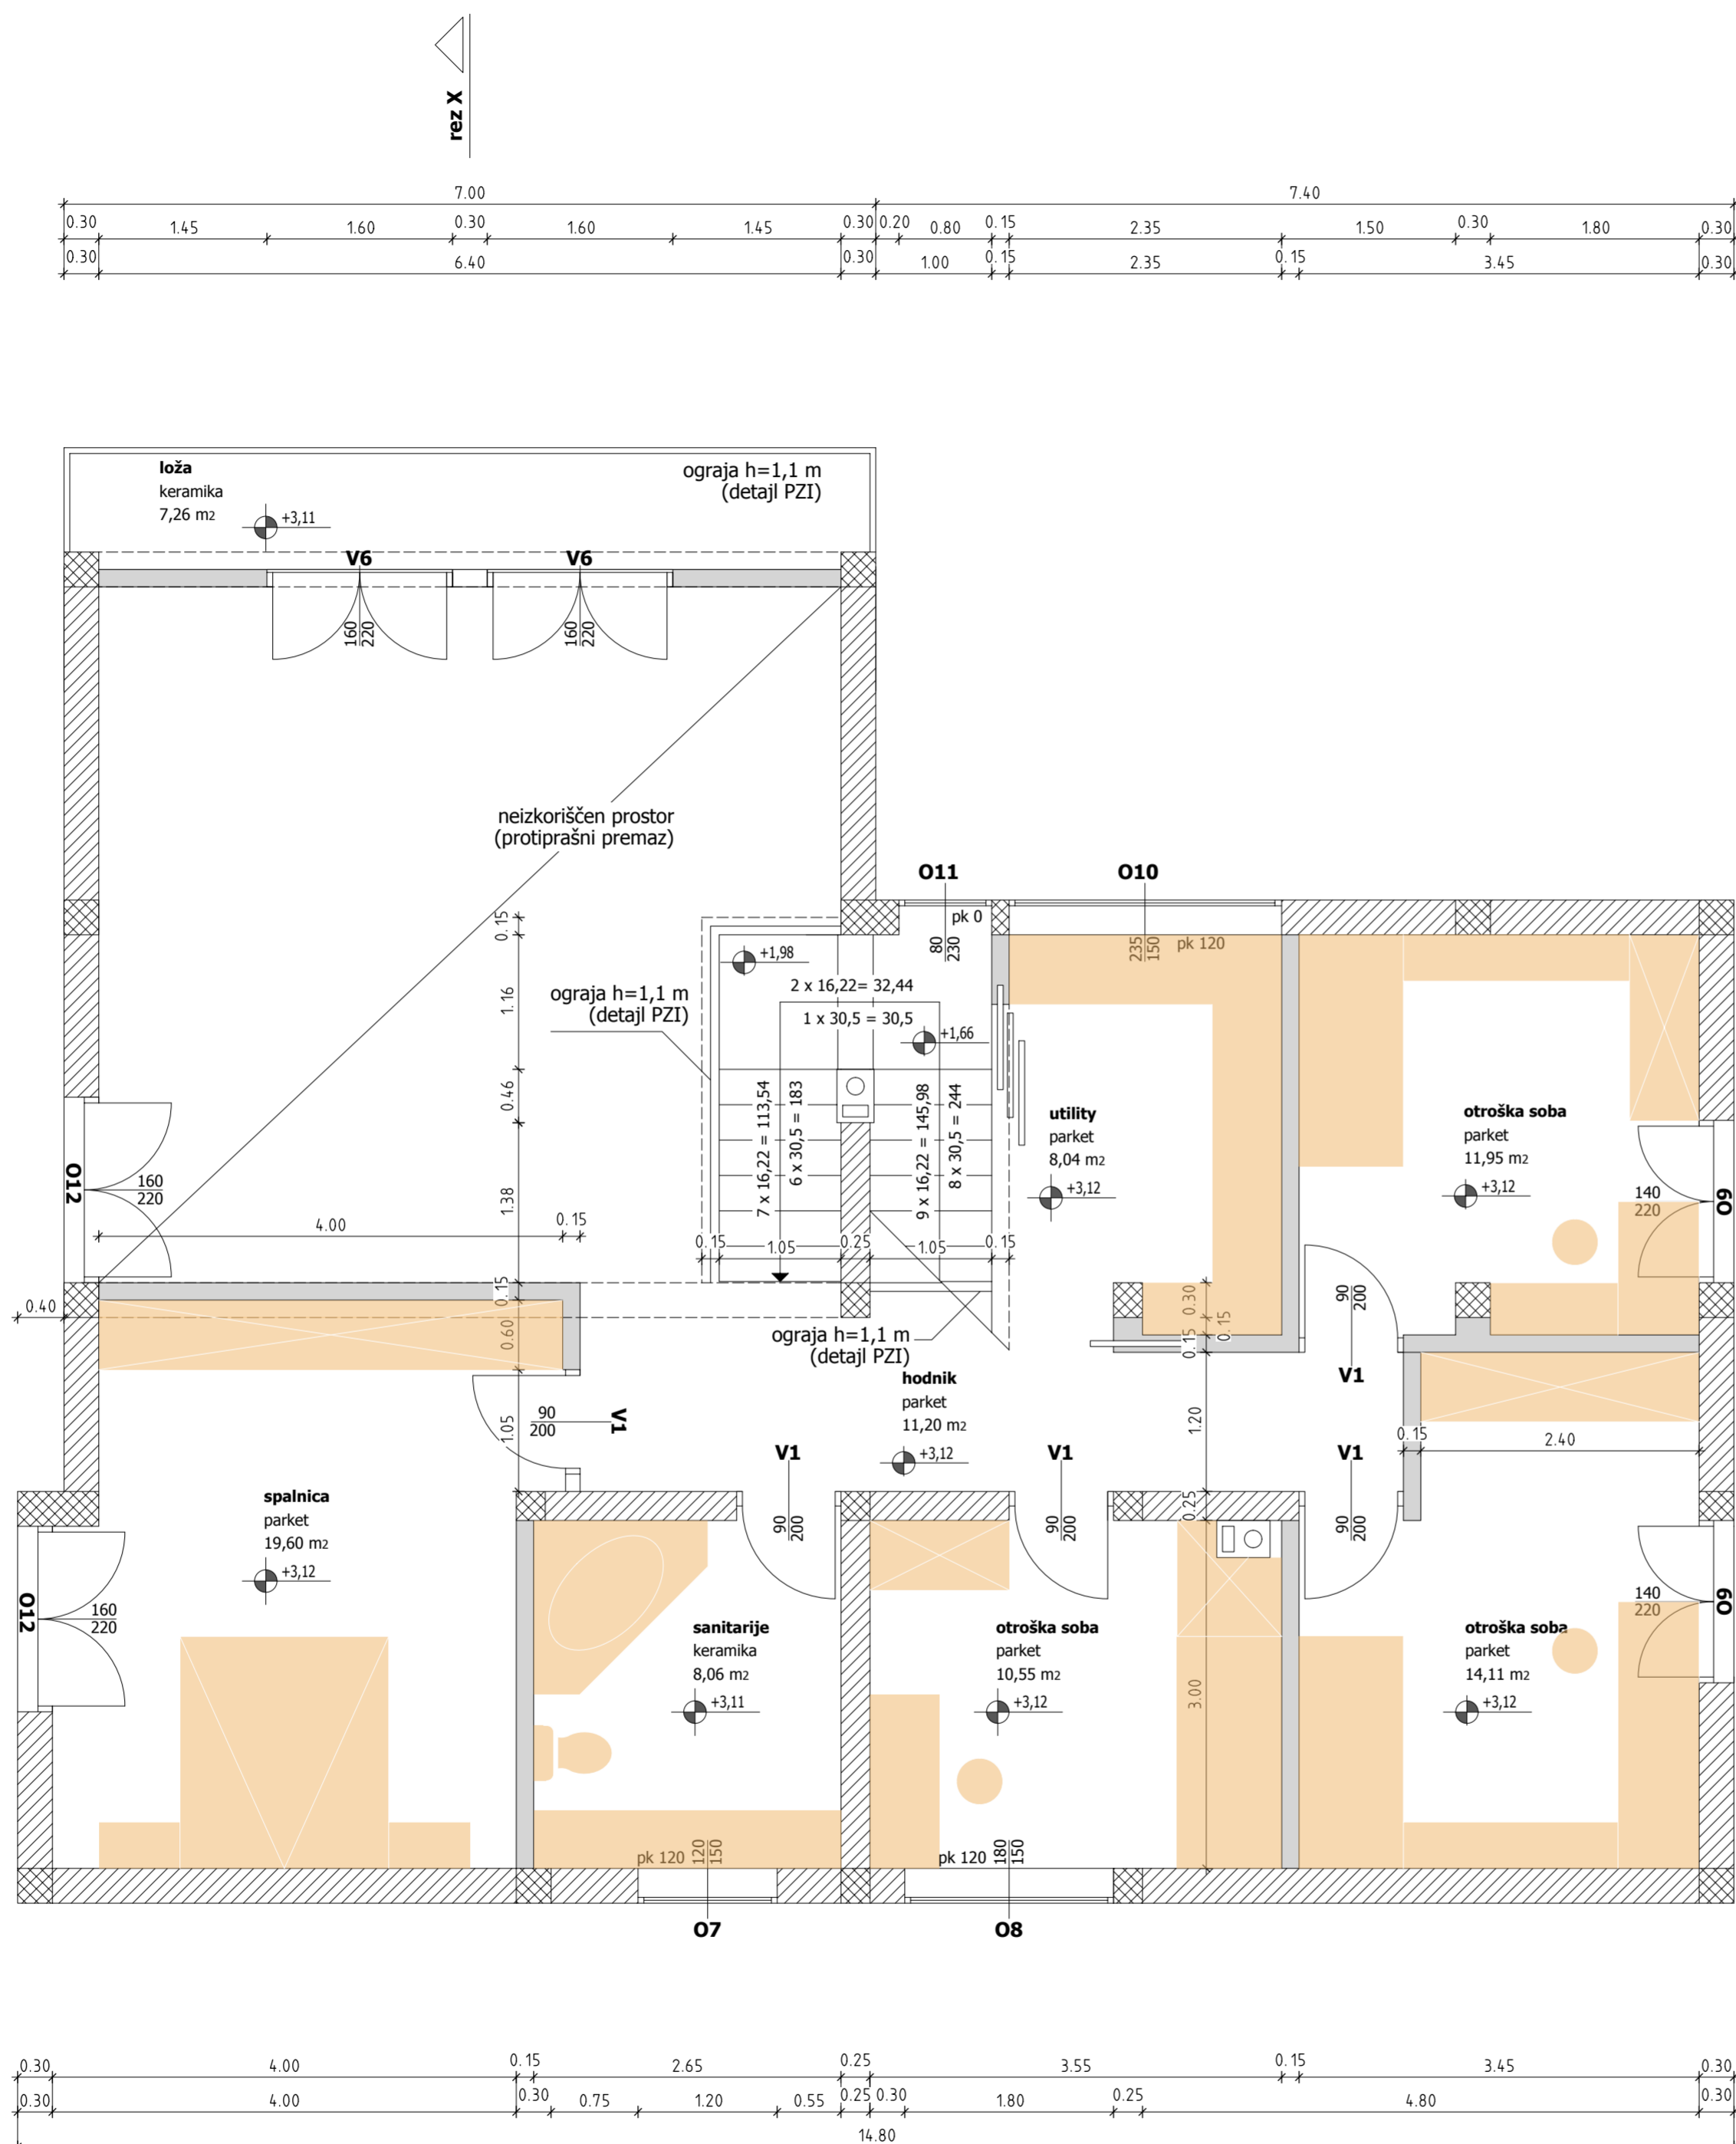 rez X
7.00
7.40
0.30
1.45
1.60
0.30
1.60
1.45
0.30
0.20
0.80
0.15
2.35
1.50
0.30
1.80
0.30
0.30
6.40
0.30
1.00
0.15
2.35
0.15
3.45
0.30
loža
keramika
7,26 m2
+3,11
ograja h=1,1 m
(detajl PZI)
V6
V6
160
220
160
220
neizkoriščen prostor
(protiprašni premaz)
O11
O10
pk 0
80
230
235
150
pk 120
0.15
1.16
0.46
1.38
+1,98
2 x 16,22= 32,44
1 x 30,5 = 30,5
+1,66
ograja h=1,1 m
(detajl PZI)
7 x 16,22 = 113,54
6 x 30,5 = 183
9 x 16,22 = 145,98
8 x 30,5 = 244
utility
parket
8,04 m2
+3,12
otroška soba
parket
11,95 m2
+3,12
140
220
O9
O12
160
220
4.00
0.15
0.15
1.05
0.25
1.05
0.15
0.40
0.15
0.60
1.05
0.30
0.15
0.15
90
200
V1
ograja h=1,1 m
(detajl PZI)
hodnik
parket
11,20 m2
+3,12
90
200
V1
1.20
0.15
2.40
V1
V1
V1
0.25
90
200
90
200
90
200
spalnica
parket
19,60 m2
+3,12
O12
160
220
sanitarije
keramika
8,06 m2
+3,11
otroška soba
parket
10,55 m2
+3,12
3.00
otroška soba
parket
14,11 m2
+3,12
140
220
O9
pk 120
120
150
pk 120
180
150
O7
O8
0.30
4.00
0.15
2.65
0.25
3.55
0.15
3.45
0.30
0.30
4.00
0.30
0.75
1.20
0.55
0.25
0.30
1.80
0.25
4.80
0.30
14.80